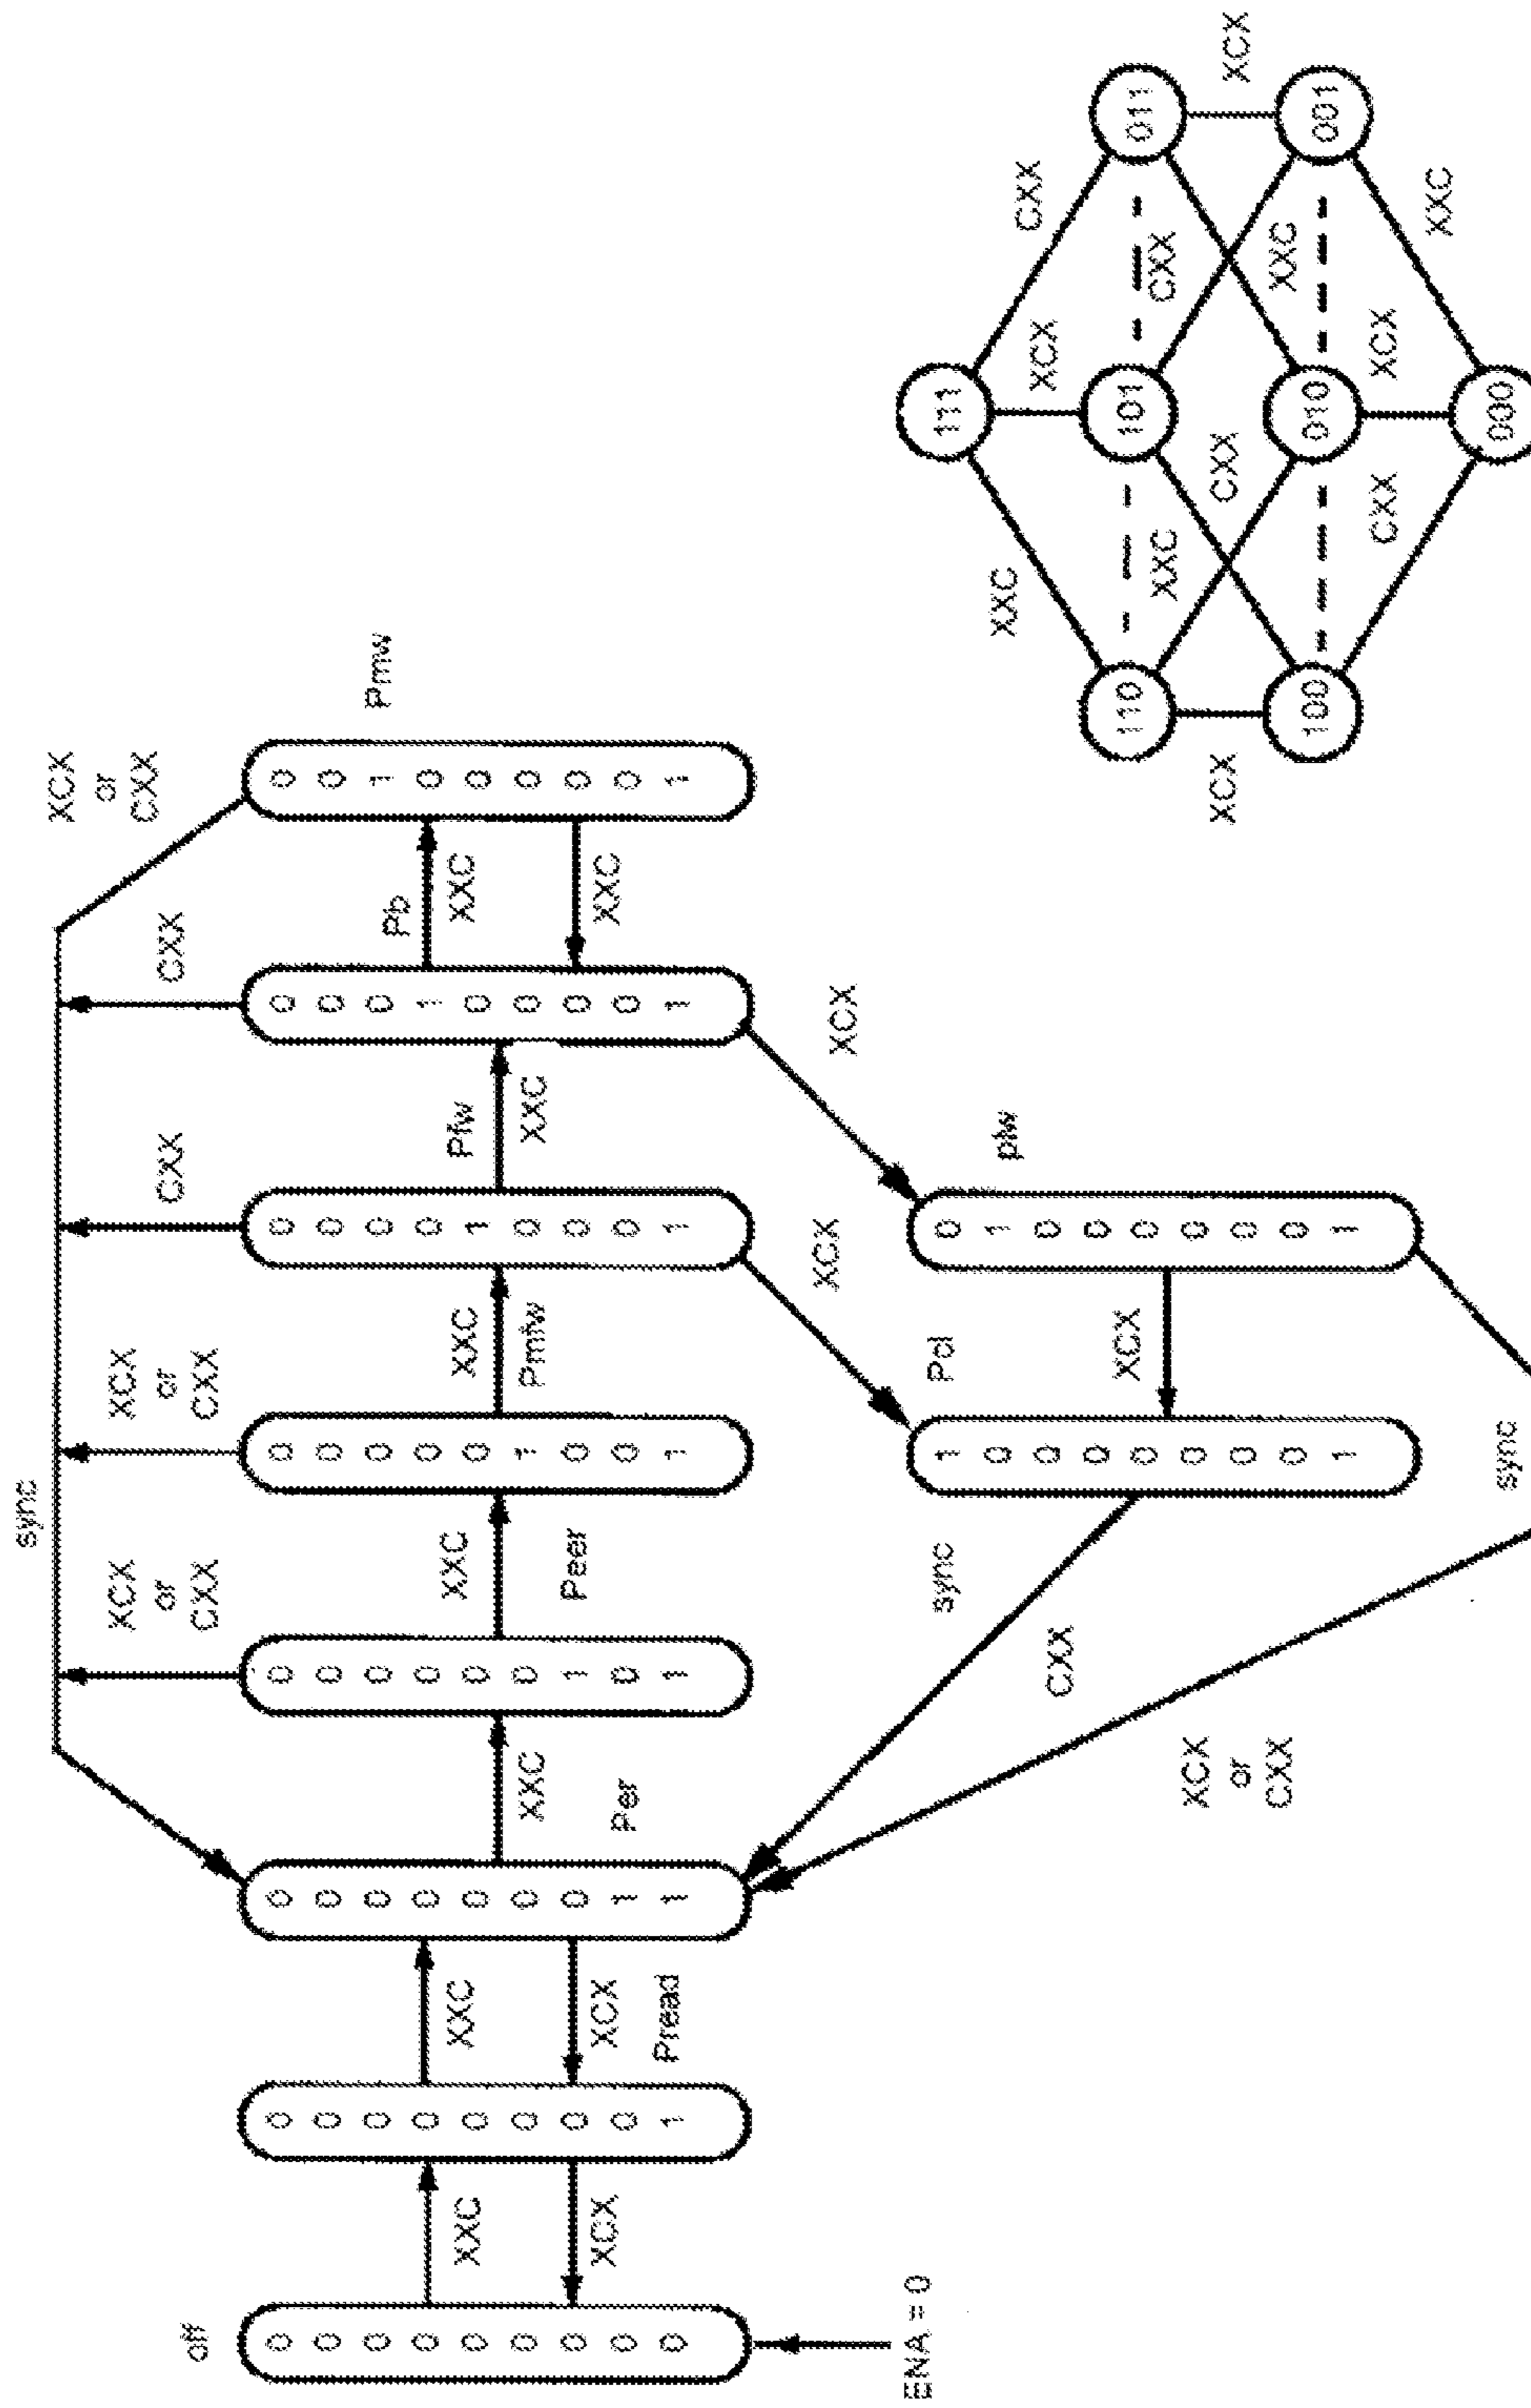 sync
XCX
or
CXX
XCX
or
CXX
CXX
CXX
XCX
or
CXX
off
0 0 0 0 0 0 0 0 0
XXC
XCX
ENA = 0
0 0 0 0 0 0 0 0 1
XXC
XCX
Pread
0 0 0 0 0 0 0 1 1
XXC
Per
0 0 0 0 0 0 1 0 1
XXC
Peer
0 0 0 0 0 1 0 0 1
XXC
Pmfw
0 0 0 0 1 0 0 0 1
Pfw
XXC
0 0 0 1 0 0 0 0 1
Pb
XXC
XXC
0 0 1 0 0 0 0 0 1
Pmw
XCX
XCX
sync
CXX
Pcl
1 0 0 0 0 0 0 0 1
XCX
plw
0 1 0 0 0 0 0 0 1
XCX
or
CXX
sync
111
XXC
XCX
CXX
110
101
011
XXC
CXX
XCX
CXX
XXC
XCX
100
010
001
CXX
XCX
XXC
000